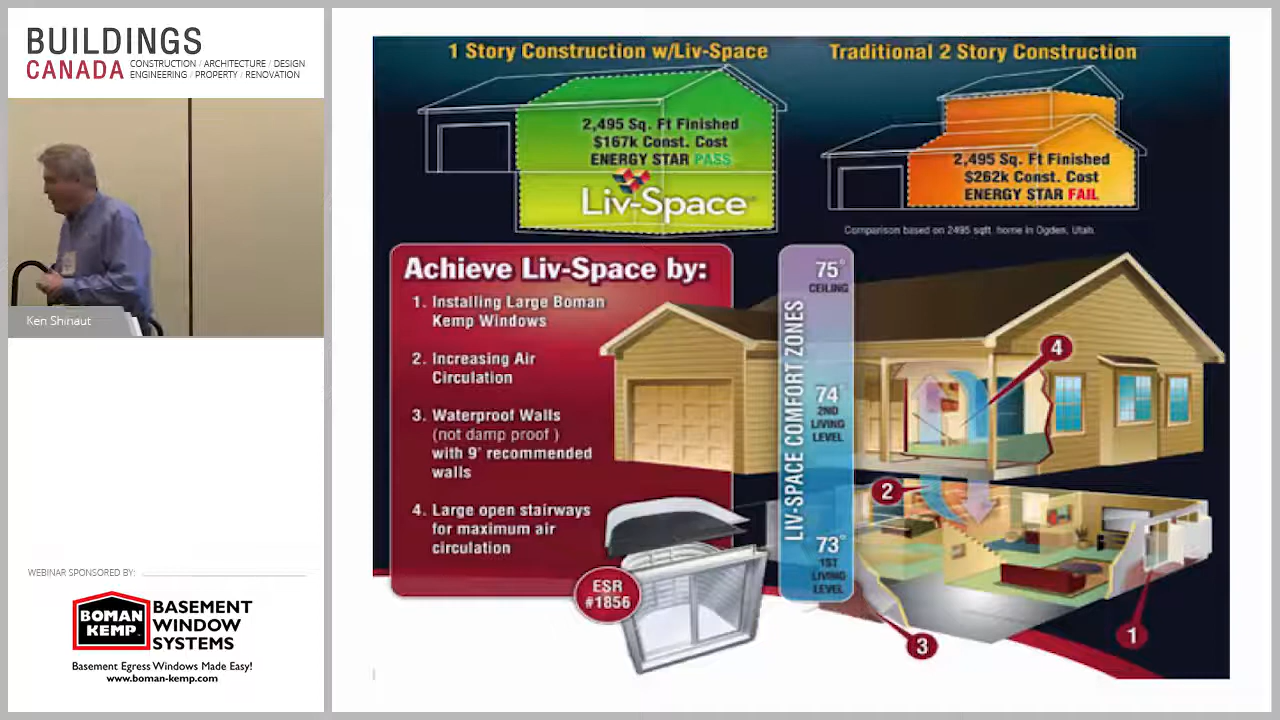 BUILDINGS
CANADA
CONSTRUCTION / ARCHITECTURE / DESIGN
ENGINEERING / PROPERTY / RENOVATION
Ken Shinaut
WEBINAR SPONSORED BY:
BOMAN
KEMP
BASEMENT
WINDOW
SYSTEMS
Basement Egress Windows Made Easy!
www.boman-kemp.com
1 Story Construction w/Liv-Space
2,495 Sq. Ft Finished
$167k Const. Cost
ENERGY STAR PASS
Liv-Space
Traditional 2 Story Construction
2,495 Sq. Ft Finished
$262k Const. Cost
ENERGY STAR FAIL
Comparison based on 2495 sqft. home in Ogden, Utah.
Achieve Liv-Space by:
1. Installing Large Boman
Kemp Windows
2. Increasing Air
Circulation
3. Waterproof Walls
(not damp proof )
with 9' recommended
walls
4. Large open stairways
for maximum air
circulation
ESR
#1856
LIV-SPACE COMFORT ZONES
75°
CEILING
74°
2ND
LIVING
LEVEL
73°
1ST
LIVING
LEVEL
4
2
3
1